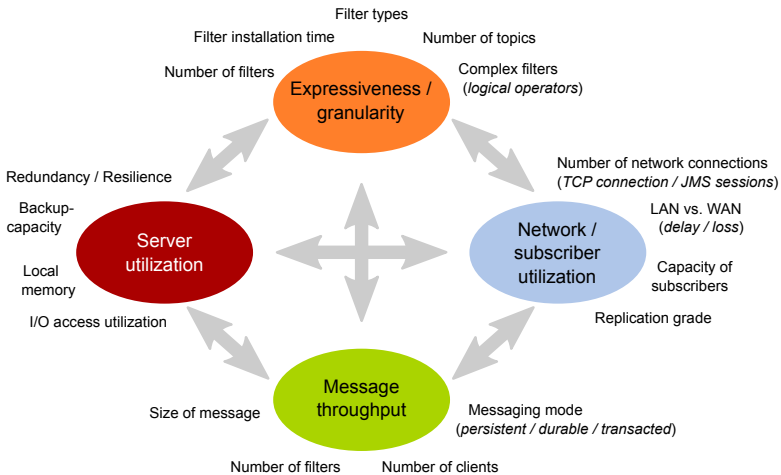 Filter types
Filter installation time
Number of topics
Number of filters
Expressiveness /
granularity
Complex filters
(logical operators)
Number of network connections
(TCP connection / JMS sessions)
Redundancy / Resilience
Backup-
capacity
Server
utilization
Local
memory
I/O access utilization
Network /
subscriber
utilization
LAN vs. WAN
(delay / loss)
Capacity of
subscribers
Replication grade
Message
throughput
Size of message
Messaging mode
(persistent / durable / transacted)
Number of filters
Number of clients